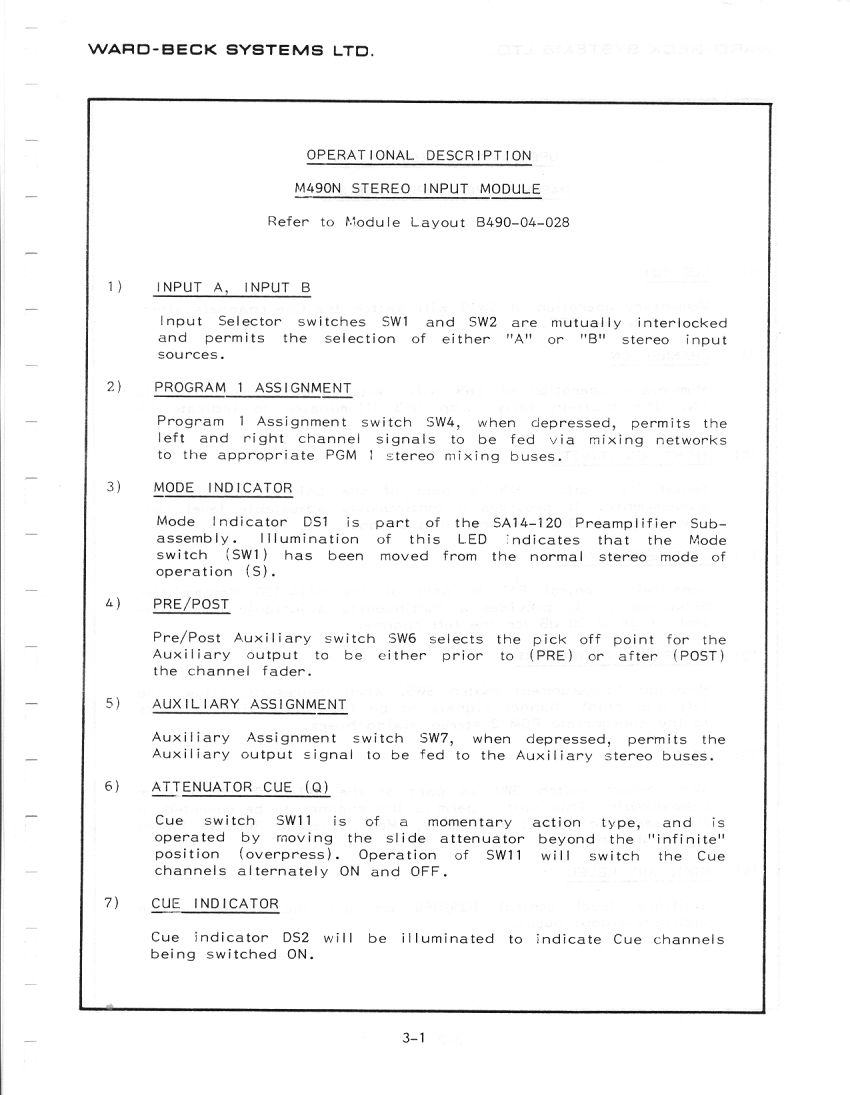 WARD-BECK SYSTEMS LTD.
OPERATIONAL DESCRIPTION
M490N STEREO INPUT MODULE
Refer to Module Layout B490-04-028
1) INPUT A, INPUT B
Input Selector switches SW1 and SW2 are mutually interlocked
and permits the selection of either "A" or "B" stereo input
sources.
2) PROGRAM 1 ASSIGNMENT
Program 1 Assignment switch SW4, when depressed, permits the
left and right channel signals to be fed via mixing networks
to the appropriate PGM 1 stereo mixing buses.
3) MODE INDICATOR
Mode Indicator DS1 is part of the SA14-120 Preamplifier Sub-
assembly. Illumination of this LED indicates that the Mode
switch (SW1) has been moved from the normal stereo mode of
operation (S).
4) PRE/POST
Pre/Post Auxiliary switch SW6 selects the pick off point for the
Auxiliary output to be either prior to (PRE) or after (POST)
the channel fader.
5) AUXILIARY ASSIGNMENT
Auxiliary Assignment switch SW7, when depressed, permits the
Auxiliary output signal to be fed to the Auxiliary stereo buses.
6) ATTENUATOR CUE (Q)
Cue switch SW11 is of a momentary action type, and is
operated by moving the slide attenuator beyond the "infinite"
position (overpress). Operation of SW11 will switch the Cue
channels alternately ON and OFF.
7) CUE INDICATOR
Cue indicator DS2 will be illuminated to indicate Cue channels
being switched ON.
3-1